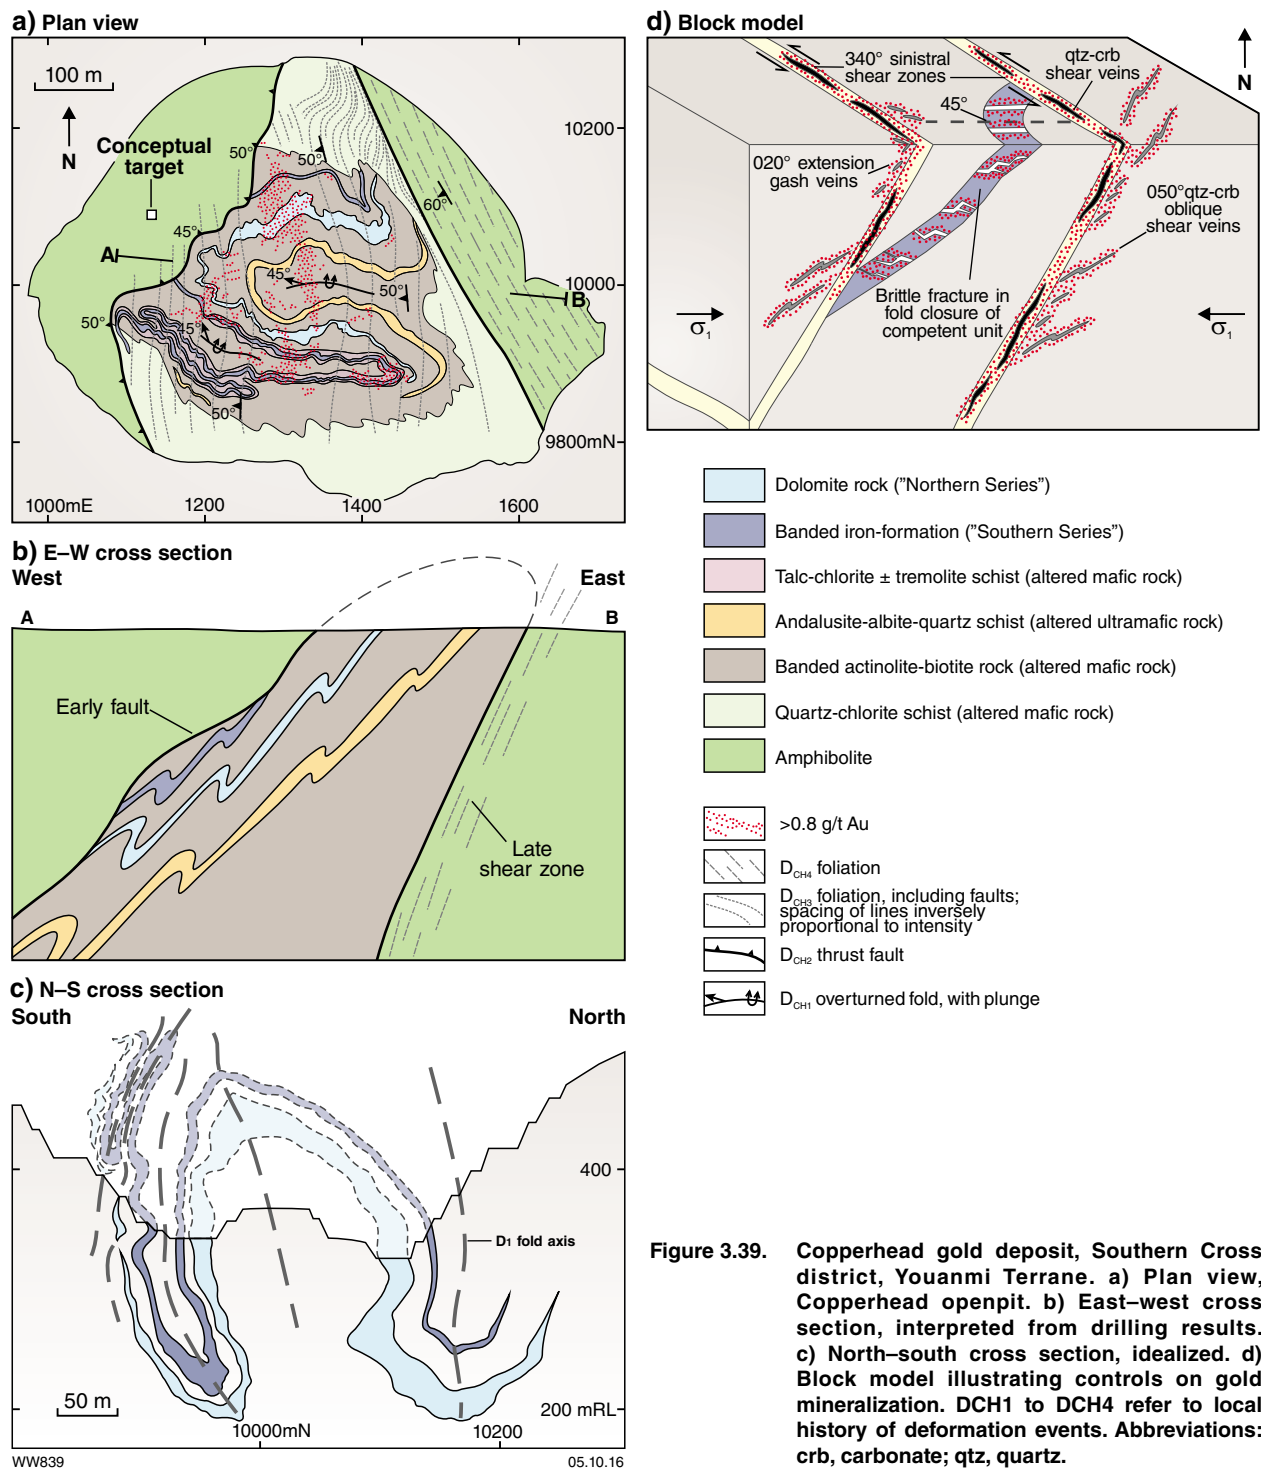 a) Plan view
100 m
N
Conceptual
target
A
B
50°
50°
60°
45°
45°
50°
50°
45°
50°
10200
10000
9800mN
1000mE
1200
1400
1600
b) E–W cross section
West
East
A
B
Early fault
Late
shear zone
c) N–S cross section
South
North
400
D1 fold axis
50 m
200 mRL
10000mN
10200
WW839
05.10.16
d) Block model
340° sinistral
shear zones
qtz-crb
shear veins
N
45°
020° extension
gash veins
050°qtz-crb
oblique
shear veins
Brittle fracture in
fold closure of
competent unit
σ1
σ1
Dolomite rock ("Northern Series")
Banded iron-formation ("Southern Series")
Talc-chlorite ± tremolite schist (altered mafic rock)
Andalusite-albite-quartz schist (altered ultramafic rock)
Banded actinolite-biotite rock (altered mafic rock)
Quartz-chlorite schist (altered mafic rock)
Amphibolite
>0.8 g/t Au
DCH4 foliation
DCH3 foliation, including faults;
spacing of lines inversely
proportional to intensity
DCH2 thrust fault
DCH1 overturned fold, with plunge
Figure 3.39. Copperhead gold deposit, Southern Cross
district, Youanmi Terrane. a) Plan view,
Copperhead openpit. b) East–west cross
section, interpreted from drilling results.
c) North–south cross section, idealized. d)
Block model illustrating controls on gold
mineralization. DCH1 to DCH4 refer to local
history of deformation events. Abbreviations:
crb, carbonate; qtz, quartz.